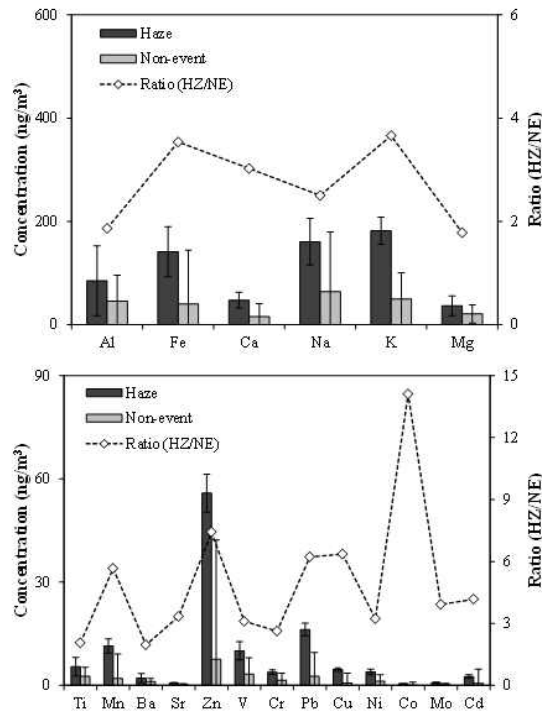 600
400
200
0
Concentration (ng/m³)
Haze
Non-event
Ratio (HZ/NE)
6
4
2
0
Ratio (HZ/NE)
Al Fe Ca Na K Mg
90
60
30
0
Concentration (ng/m³)
Haze
Non-event
Ratio (HZ/NE)
15
12
9
6
3
0
Ratio (HZ/NE)
Ti Mn Ba Sr Zn V Cr Pb Cu Ni Co Mo Cd